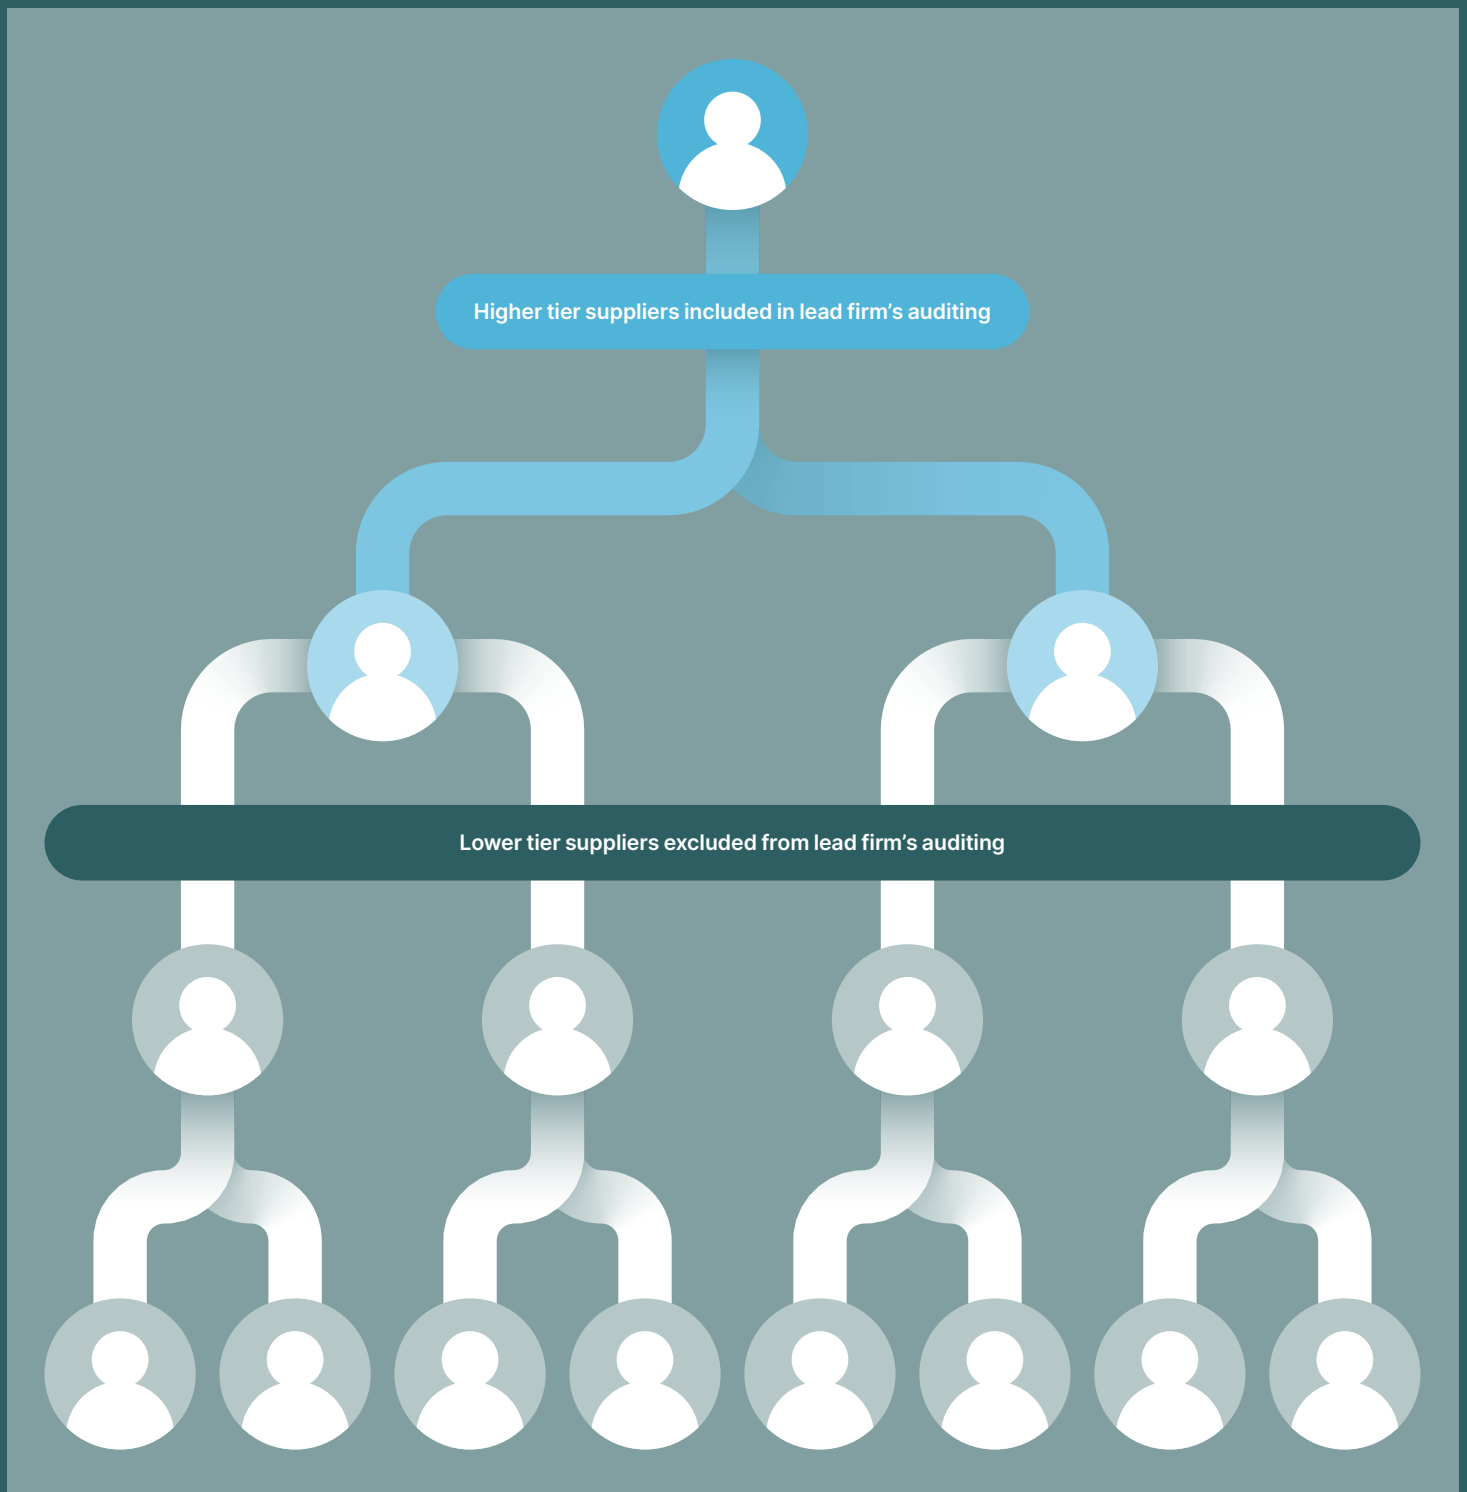 Higher tier suppliers included in lead firm’s auditing
Lower tier suppliers excluded from lead firm’s auditing